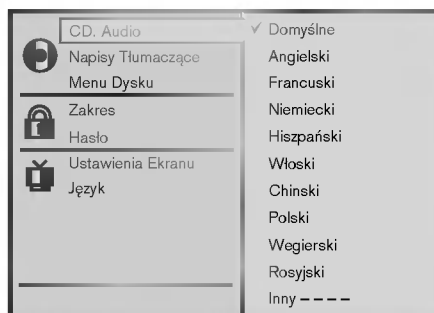 CD. Audio
Napisy Tłumaczące
Menu Dysku
Zakres
Hasło
Ustawienia Ekranu
Język
Domyślne
Angielski
Francuski
Niemiecki
Hiszpański
Włoski
Chinski
Polski
Wegierski
Rosyjski
Inny – – – –